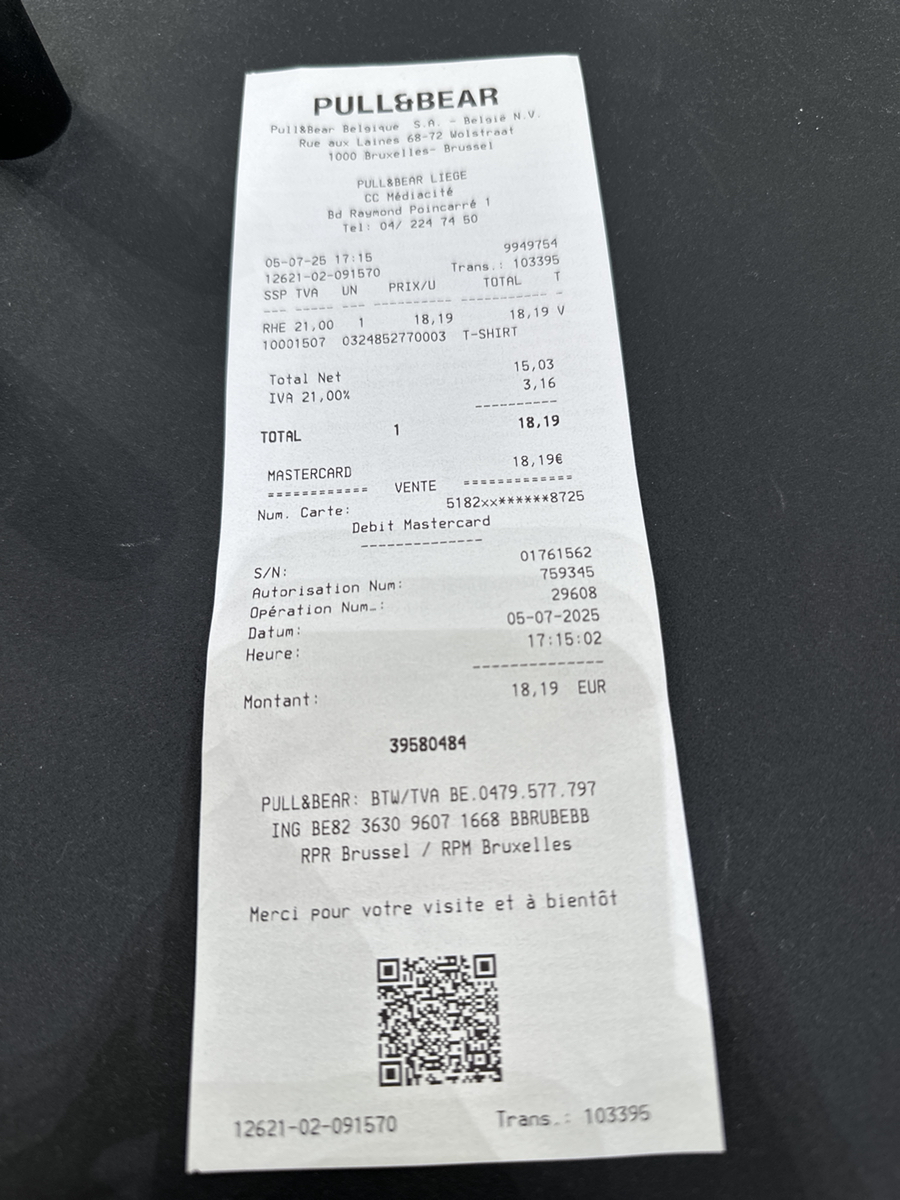 PULL&BEAR
Pull&Bear Belgique S.A. - België N.V.
Rue aux Laines 68-72 Wolstraat
1000 Bruxelles- Brussel
PULL&BEAR LIEGE
CC Médiacité
Bd Raymond Poincarré 1
Tel: 04/ 224 74 50
05-07-25 17:15 9949754
12621-02-091570 Trans.: 103395
SSP TVA UN PRIX/U TOTAL T
--- ----- --- ---------- ---------- -
RHE 21,00 1 18,19 18,19 V
10001507 0324852770003 T-SHIRT
Total Net 15,03
IVA 21,00% 3,16
----------
TOTAL 1 18,19
MASTERCARD 18,19€
============ VENTE =============
Num. Carte: 5182xx******8725
Debit Mastercard
--------------
S/N: 01761562
Autorisation Num: 759345
Opération Num.: 29608
Datum: 05-07-2025
Heure: 17:15:02
--------------
Montant: 18,19 EUR
39580484
PULL&BEAR: BTW/TVA BE.0479.577.797
ING BE82 3630 9607 1668 BBRUBEBB
RPR Brussel / RPM Bruxelles
Merci pour votre visite et à bientôt
12621-02-091570 Trans.: 103395